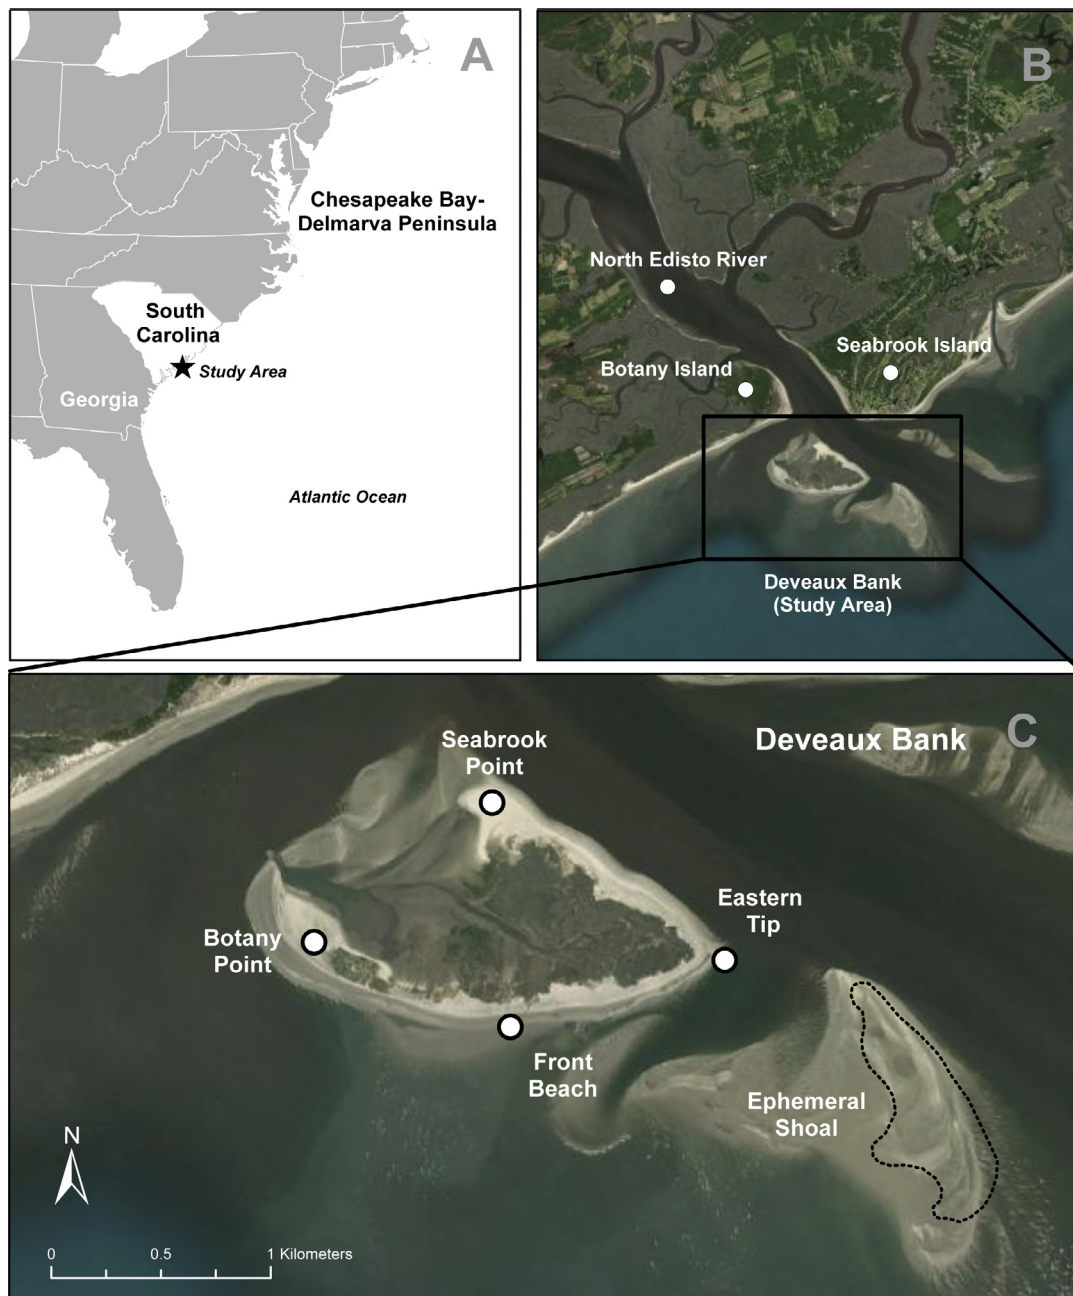 A
Chesapeake Bay-
Delmarva Peninsula
South
Carolina
Study Area
Georgia
Atlantic Ocean
B
North Edisto River
Seabrook Island
Botany Island
Deveaux Bank
(Study Area)
C
Deveaux Bank
Seabrook
Point
Eastern
Tip
Botany
Point
Front
Beach
Ephemeral
Shoal
N
0 0.5 1 Kilometers